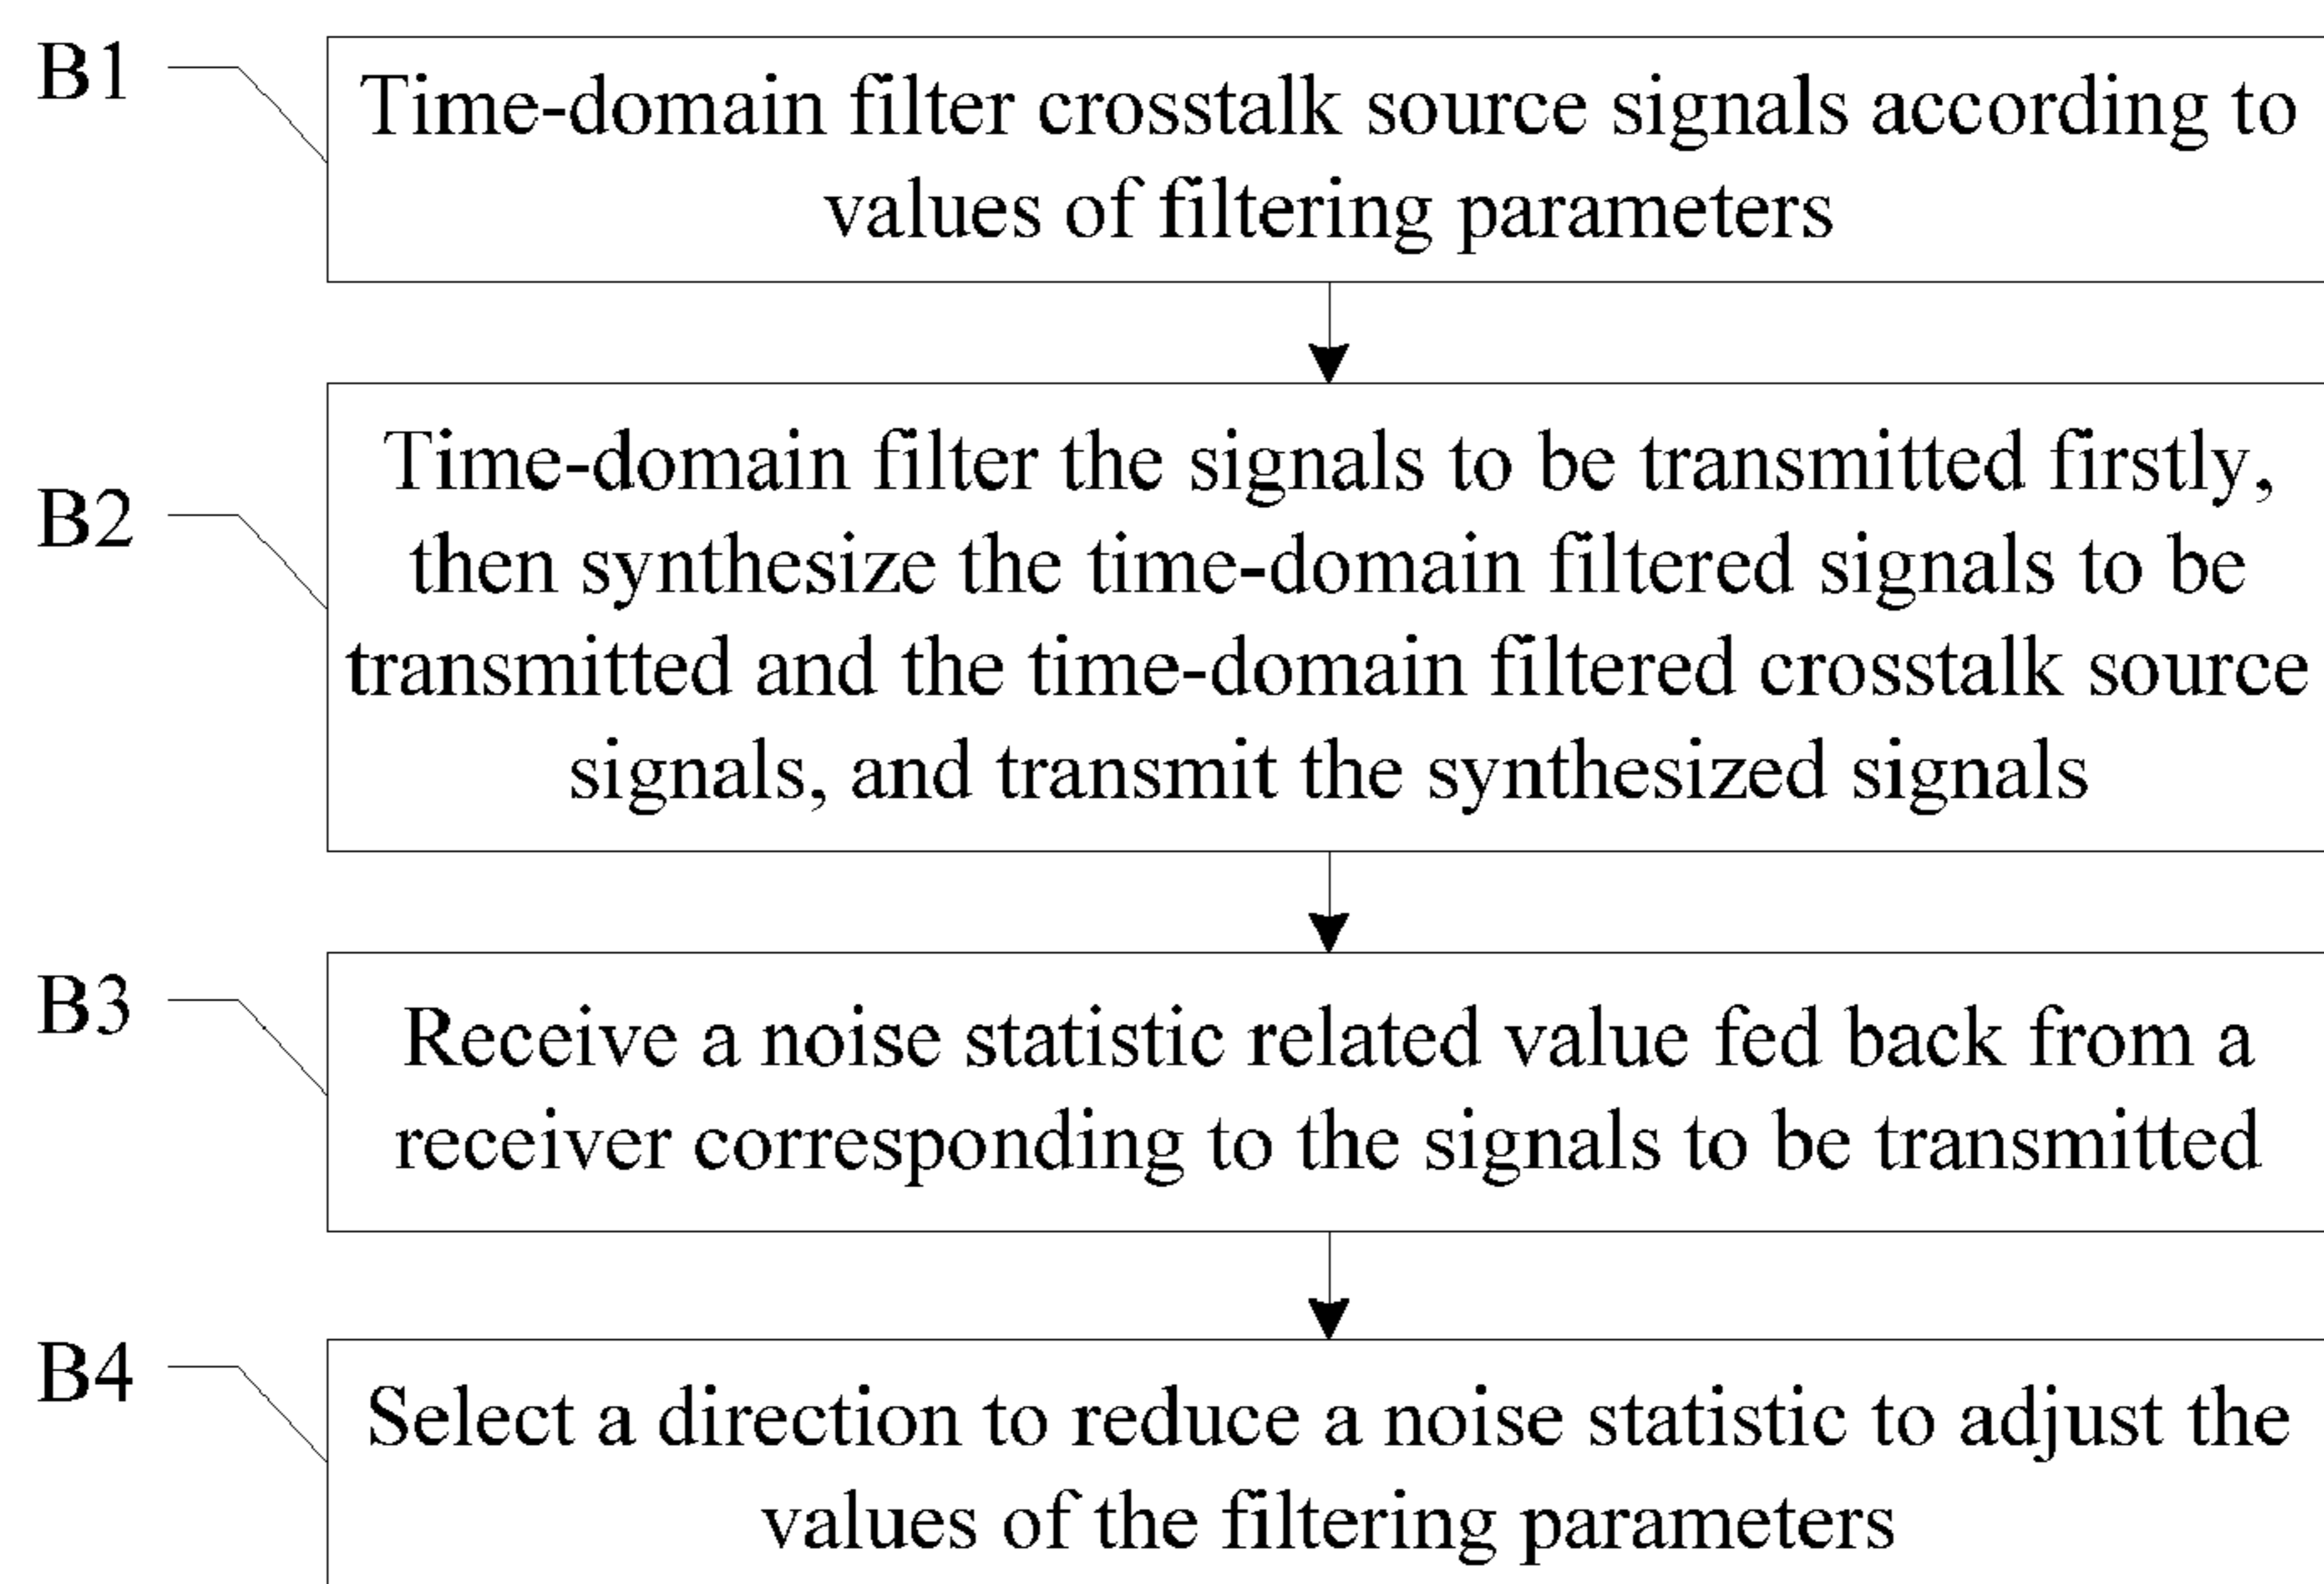 B1
Time-domain filter crosstalk source signals according to
values of filtering parameters
B2
Time-domain filter the signals to be transmitted firstly,
then synthesize the time-domain filtered signals to be
transmitted and the time-domain filtered crosstalk source
signals, and transmit the synthesized signals
B3
Receive a noise statistic related value fed back from a
receiver corresponding to the signals to be transmitted
B4
Select a direction to reduce a noise statistic to adjust the
values of the filtering parameters